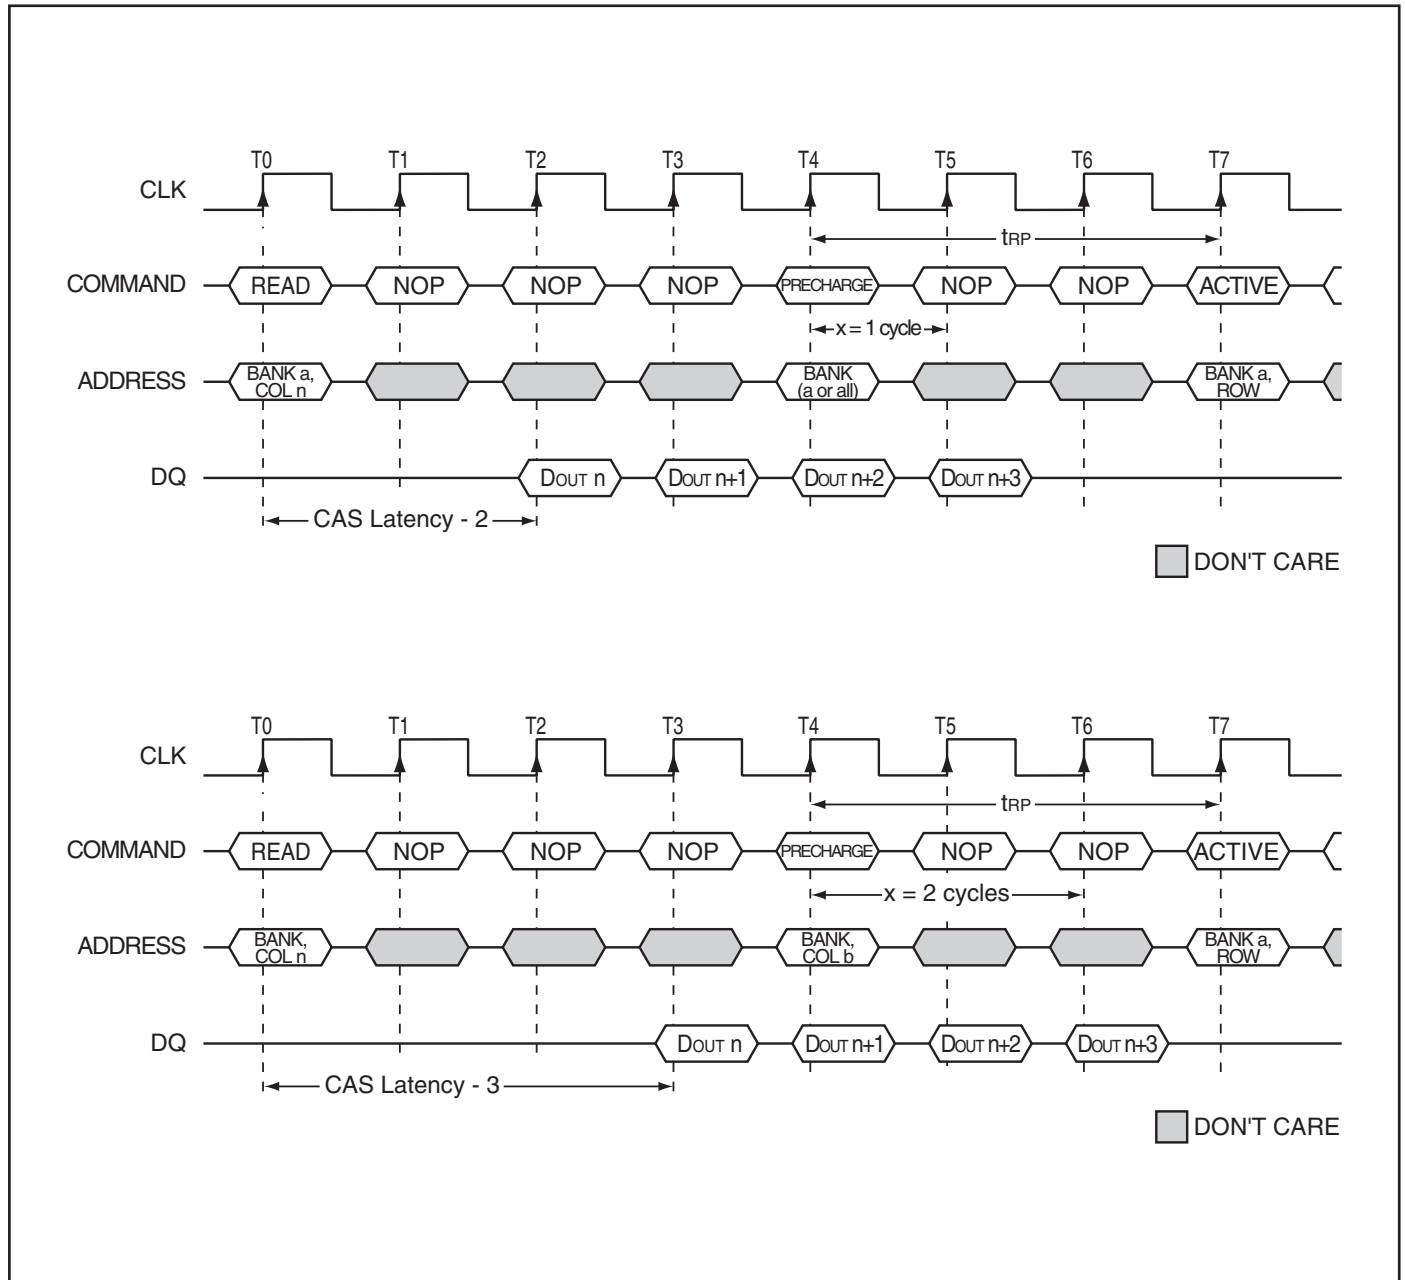 T0 T1 T2 T3 T4 T5 T6 T7
CLK
tRP
COMMAND READ NOP NOP NOP PRECHARGE NOP NOP ACTIVE
x = 1 cycle
ADDRESS BANK a, COL n BANK (a or all) BANK a, ROW
DQ DOUT n DOUT n+1 DOUT n+2 DOUT n+3
CAS Latency - 2
DON'T CARE
T0 T1 T2 T3 T4 T5 T6 T7
CLK
tRP
COMMAND READ NOP NOP NOP PRECHARGE NOP NOP ACTIVE
x = 2 cycles
ADDRESS BANK, COL n BANK, COL b BANK a, ROW
DQ DOUT n DOUT n+1 DOUT n+2 DOUT n+3
CAS Latency - 3
DON'T CARE